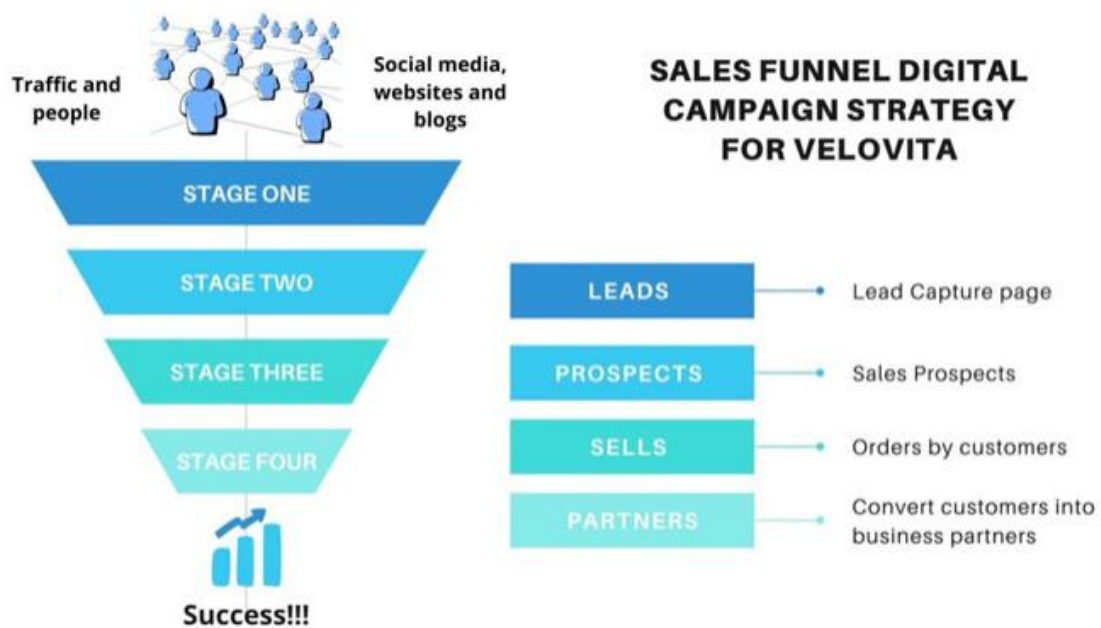 Traffic and
people
Social media,
websites and
blogs
SALES FUNNEL DIGITAL
CAMPAIGN STRATEGY
FOR VELOVITA
STAGE ONE
STAGE TWO
STAGE THREE
STAGE FOUR
Success!!!
LEADS
Lead Capture page
PROSPECTS
Sales Prospects
SELLS
Orders by customers
PARTNERS
Convert customers into
business partners